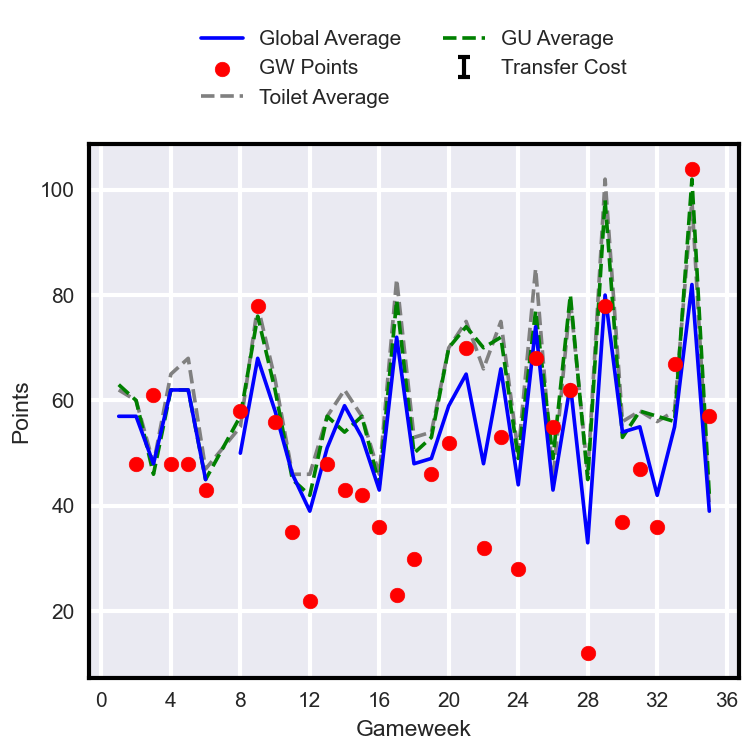 Global Average
GW Points
Toilet Average
GU Average
Transfer Cost
Points
100
80
60
40
20
0 4 8 12 16 20 24 28 32 36
Gameweek